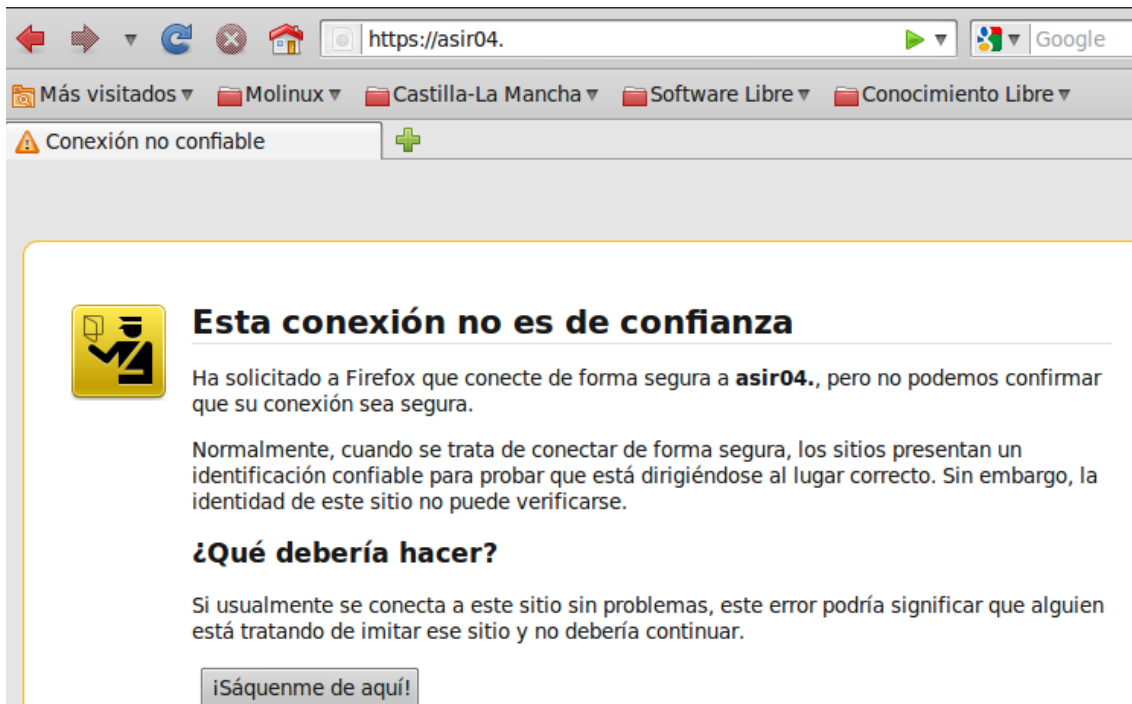 https://asir04.
Google
Más visitados Molinux Castilla-La Mancha Software Libre Conocimiento Libre
Conexión no confiable
Esta conexión no es de confianza
Ha solicitado a Firefox que conecte de forma segura a asir04., pero no podemos confirmar
que su conexión sea segura.
Normalmente, cuando se trata de conectar de forma segura, los sitios presentan un
identificación confiable para probar que está dirigiéndose al lugar correcto. Sin embargo, la
identidad de este sitio no puede verificarse.
¿Qué debería hacer?
Si usualmente se conecta a este sitio sin problemas, este error podría significar que alguien
está tratando de imitar ese sitio y no debería continuar.
¡Sáquenme de aquí!